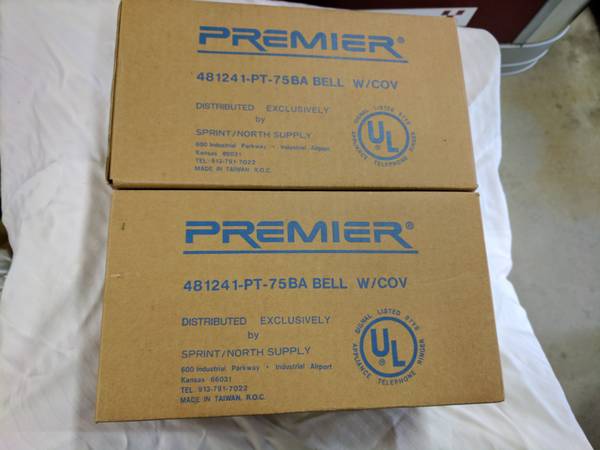 PREMIER®
481241-PT-75BA BELL W/COV
DISTRIBUTED EXCLUSIVELY
by
SPRINT/NORTH SUPPLY
600 Industrial Parkway - Industrial Airport
Kansas 66031
TEL. 913-791-7022
MADE IN TAIWAN R.O.C.
SIGNAL LISTED 57Y8
UL®
APPLIANCE TELEPHONE RINGER
PREMIER®
481241-PT-75BA BELL W/COV
DISTRIBUTED EXCLUSIVELY
by
SPRINT/NORTH SUPPLY
600 Industrial Parkway • Industrial Airport
Kansas 66031
TEL. 913-791-7022
MADE IN TAIWAN, R.O.C.
SIGNAL LISTED 57Y8
UL®
APPLIANCE TELEPHONE RINGER